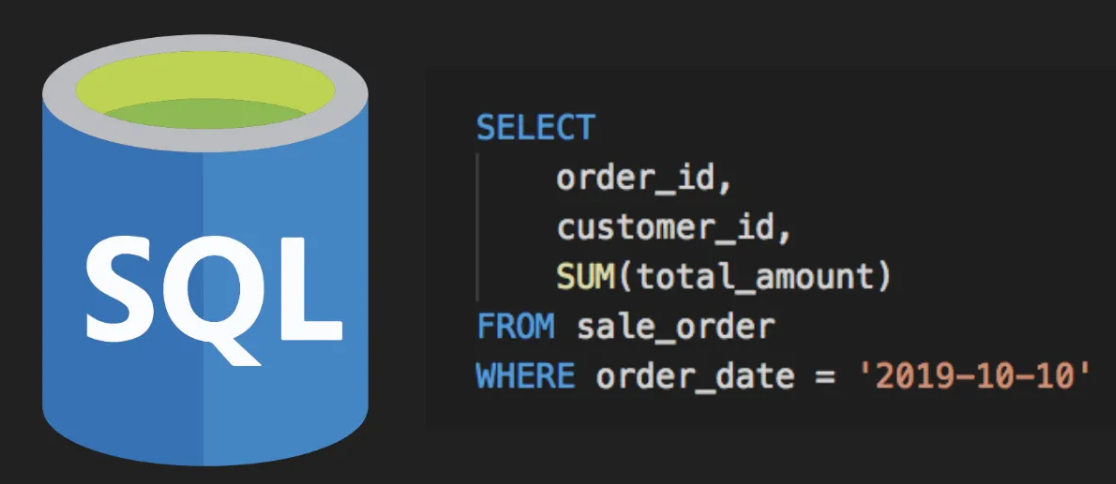 SQL
SELECT
order_id,
customer_id,
SUM(total_amount)
FROM sale_order
WHERE order_date = '2019-10-10'